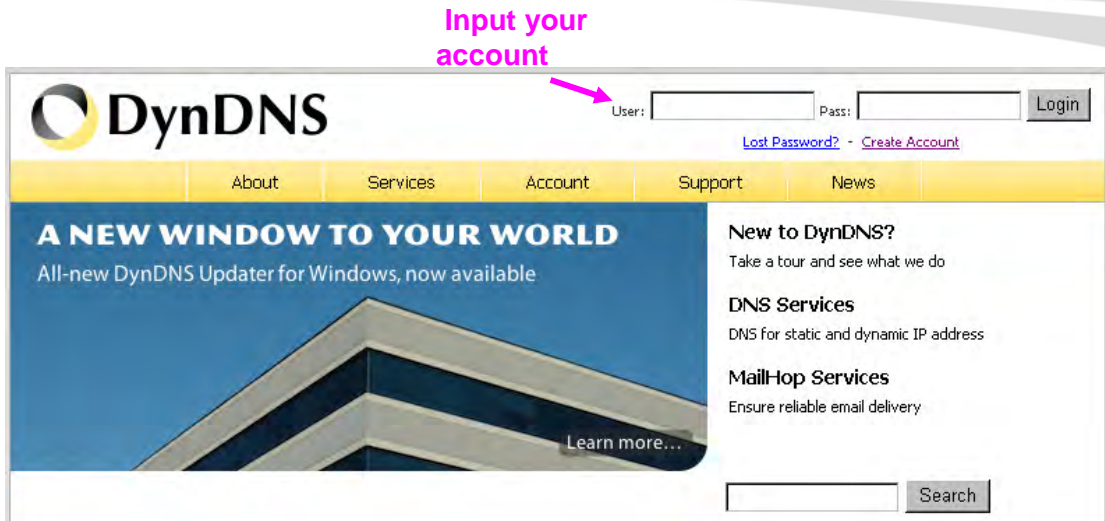 Input your
account
DynDNS
User:
Pass:
Login
Lost Password? - Create Account
About Services Account Support News
A NEW WINDOW TO YOUR WORLD
All-new DynDNS Updater for Windows, now available
Learn more...
New to DynDNS?
Take a tour and see what we do
DNS Services
DNS for static and dynamic IP address
MailHop Services
Ensure reliable email delivery
Search